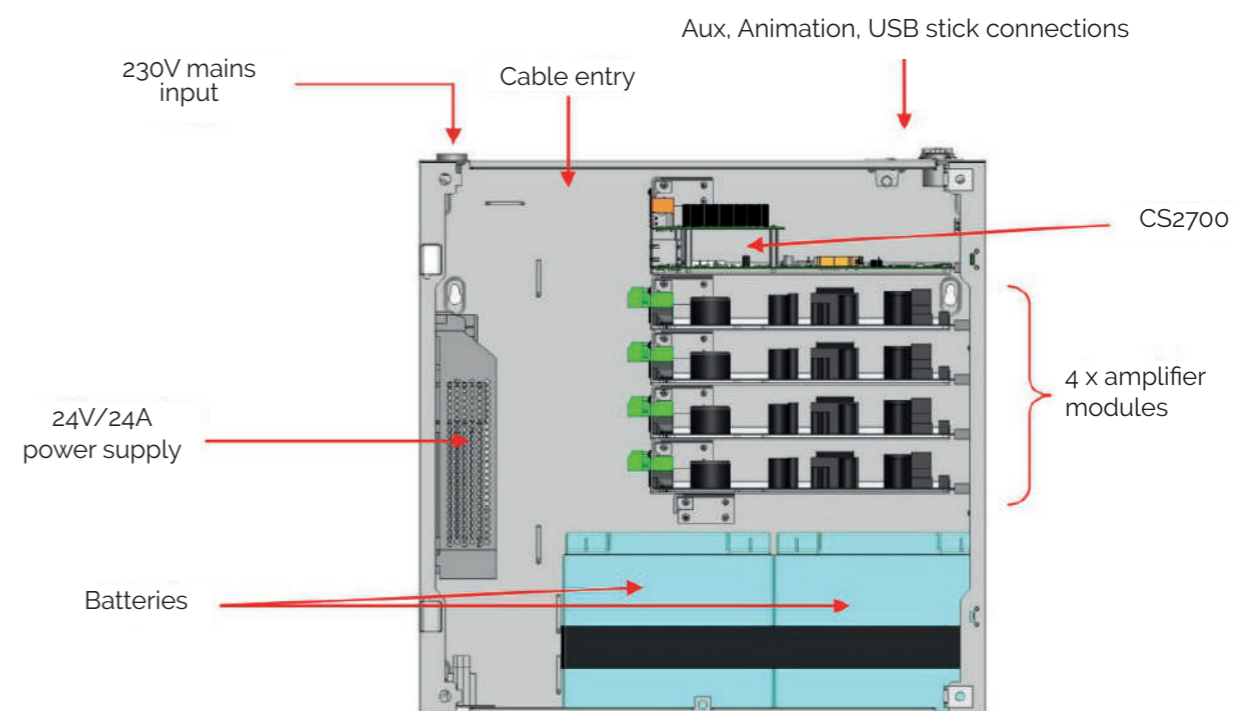 Aux, Animation, USB stick connections
230V mains
input
Cable entry
CS2700
4 x amplifier
modules
24V/24A
power supply
Batteries